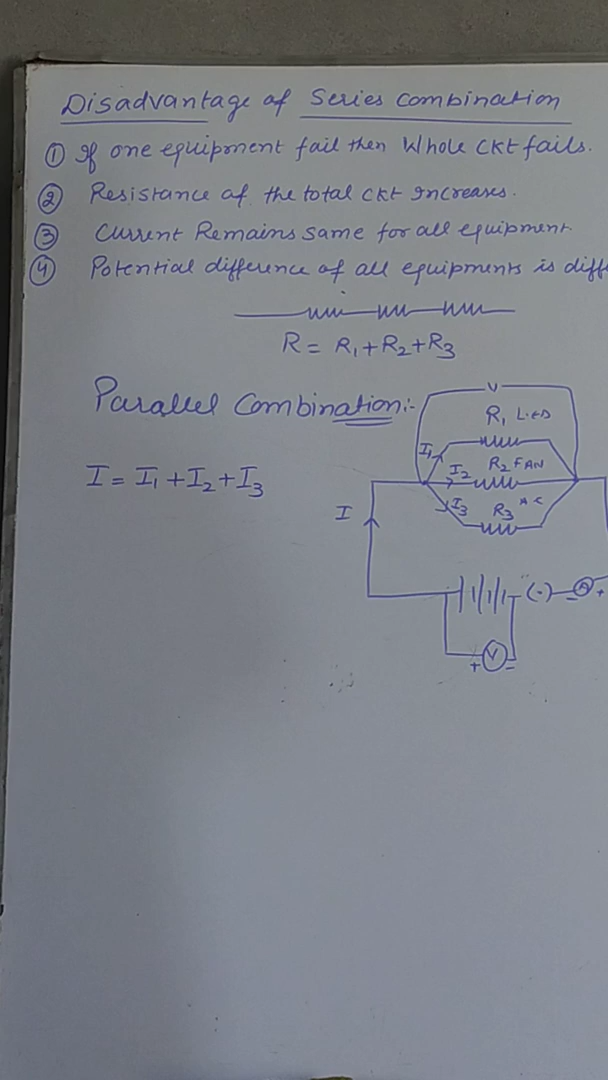 Disadvantage of Series Combination
① If one equipment fail then Whole CKt fails.
② Resistance of the total CKt Increases.
③ Current Remains same for all equipment
④ Potential difference of all equipments is diff
R = R₁ + R₂ + R₃
Parallel Combination:-
V
R₁ LED
I₁
I₂ R₂ FAN
I = I₁ + I₂ + I₃
I₃ R₃ AC
I
(·) A
- +
+ V -